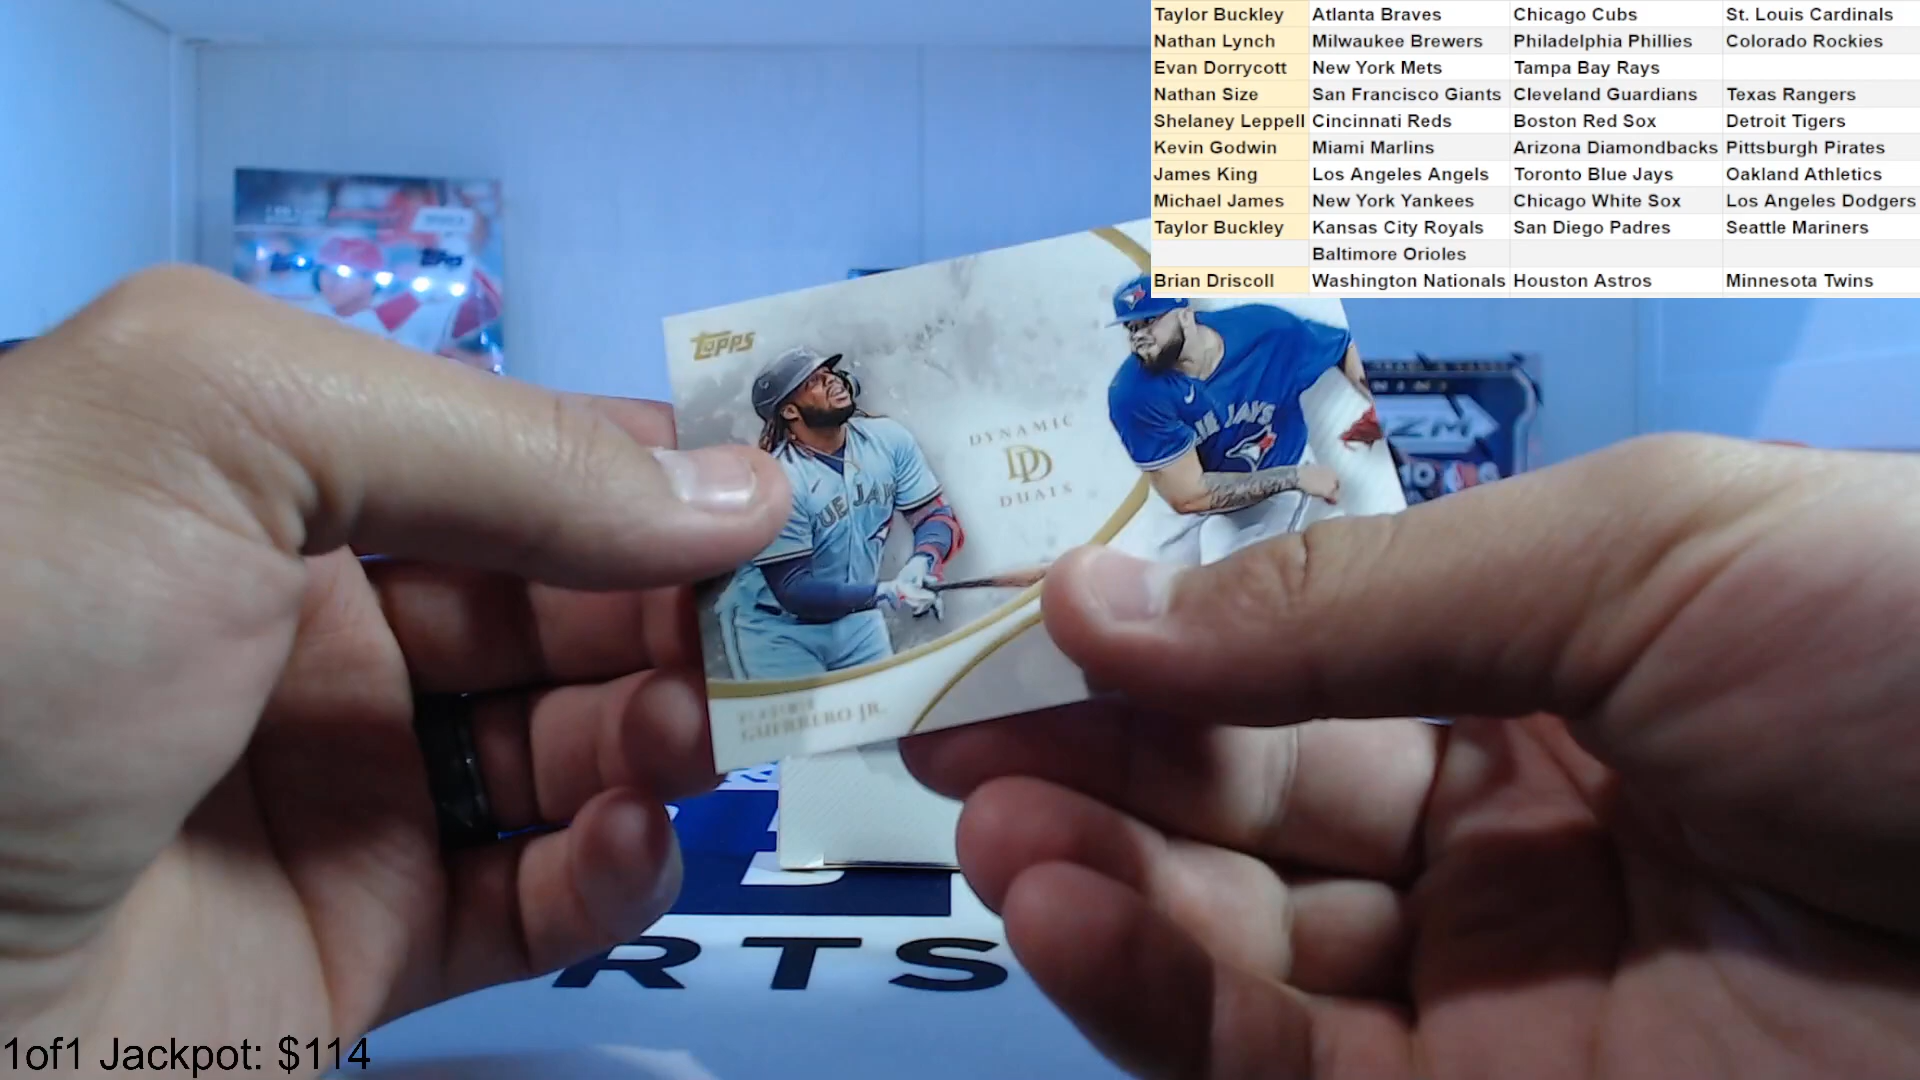 Taylor Buckley Atlanta Braves Chicago Cubs St. Louis Cardinals
Nathan Lynch Milwaukee Brewers Philadelphia Phillies Colorado Rockies
Evan Dorrycott New York Mets Tampa Bay Rays
Nathan Size San Francisco Giants Cleveland Guardians Texas Rangers
Shelaney Leppell Cincinnati Reds Boston Red Sox Detroit Tigers
Kevin Godwin Miami Marlins Arizona Diamondbacks Pittsburgh Pirates
James King Los Angeles Angels Toronto Blue Jays Oakland Athletics
Michael James New York Yankees Chicago White Sox Los Angeles Dodgers
Taylor Buckley Kansas City Royals San Diego Padres Seattle Mariners
Baltimore Orioles
Brian Driscoll Washington Nationals Houston Astros Minnesota Twins
TOPPS
DYNAMIC
DD
DUALS
UE JAY
UE JAYS
GUERRERO JR.
ZM
RTS
1of1 Jackpot: $114